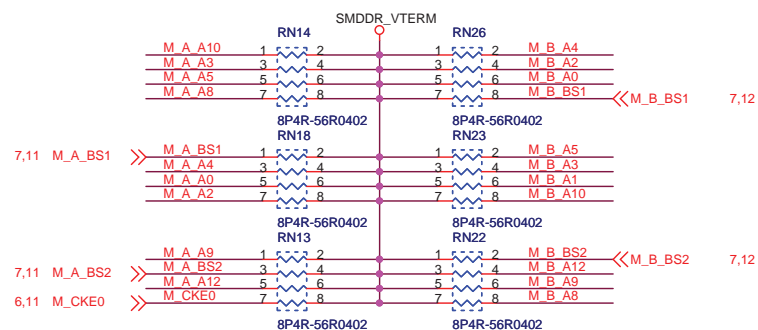 SMDDR_VTERM
RN14 RN26
M_A_A10 1 2 1 2 M_B_A4
M_A_A3 3 4 3 4 M_B_A2
M_A_A5 5 6 5 6 M_B_A0
M_A_A8 7 8 7 8 M_B_BS1 M_B_BS1 7,12
8P4R-56R0402 8P4R-56R0402
RN18 RN23
7,11 M_A_BS1 M_A_BS1 1 2 1 2 M_B_A5
M_A_A4 3 4 3 4 M_B_A3
M_A_A0 5 6 5 6 M_B_A1
M_A_A2 7 8 7 8 M_B_A10
8P4R-56R0402 8P4R-56R0402
RN13 RN22
M_A_A9 1 2 1 2 M_B_BS2 M_B_BS2 7,12
7,11 M_A_BS2 M_A_BS2 3 4 3 4 M_B_A12
M_A_A12 5 6 5 6 M_B_A9
6,11 M_CKE0 M_CKE0 7 8 7 8 M_B_A8
8P4R-56R0402 8P4R-56R0402